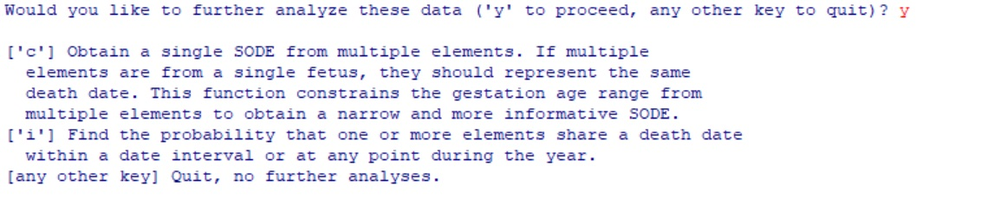 Would you like to further analyze these data ('y' to proceed, any other key to quit)? y
['c'] Obtain a single SODE from multiple elements. If multiple
elements are from a single fetus, they should represent the same
death date. This function constrains the gestation age range from
multiple elements to obtain a narrow and more informative SODE.
['i'] Find the probability that one or more elements share a death date
within a date interval or at any point during the year.
[any other key] Quit, no further analyses.